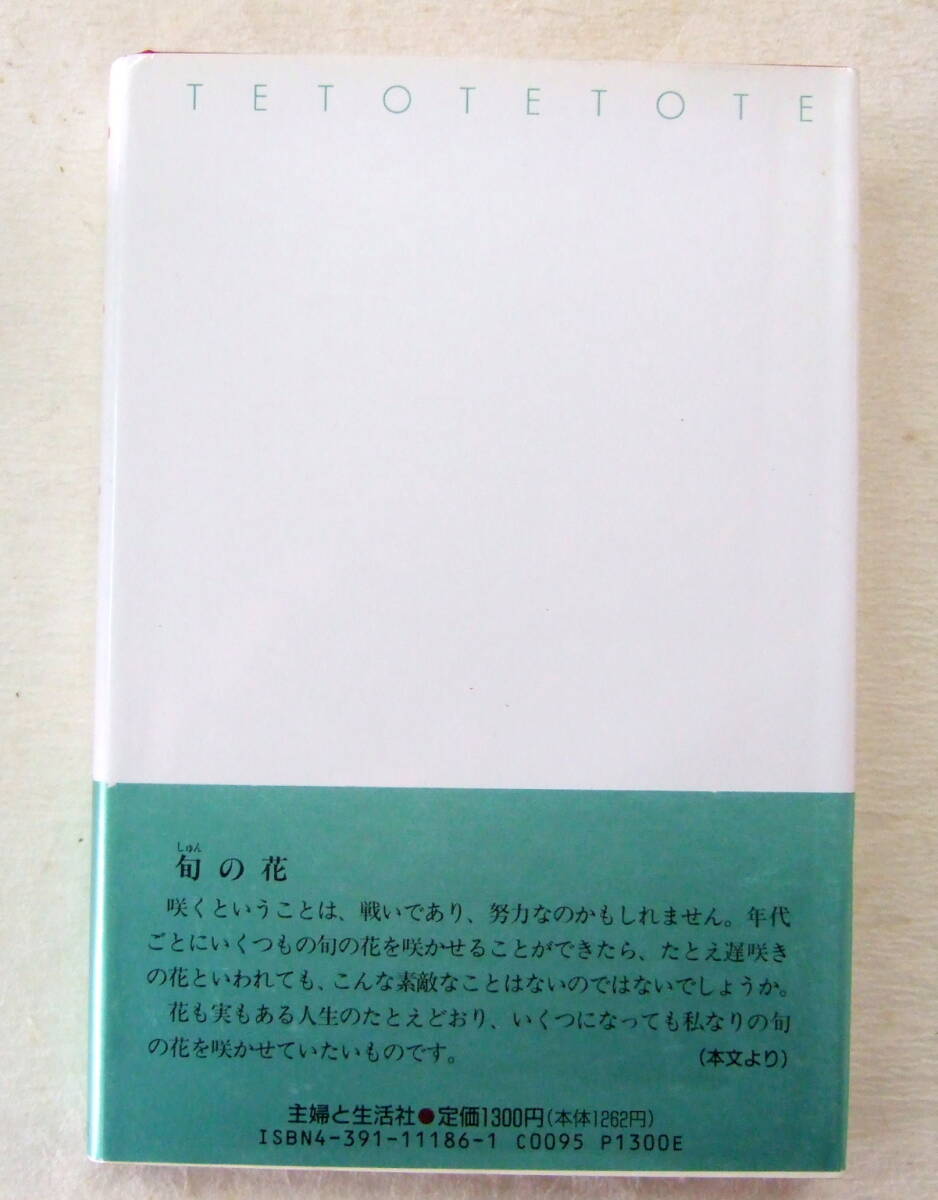 TETOTETOTE
しゅん
旬の花
咲くということは、戦いであり、努力なのかもしれません。年代
ごとにいくつもの旬の花を咲かせることができたら、たとえ遅咲き
の花といわれても、こんな素敵なことはないのではないでしょうか。
花も実もある人生のたとえどおり、いくつになっても私なりの旬
の花を咲かせていたいものです。 (本文より)
主婦と生活社●定価1300円(本体1262円)
ISBN4-391-11186-1 C0095 P1300E